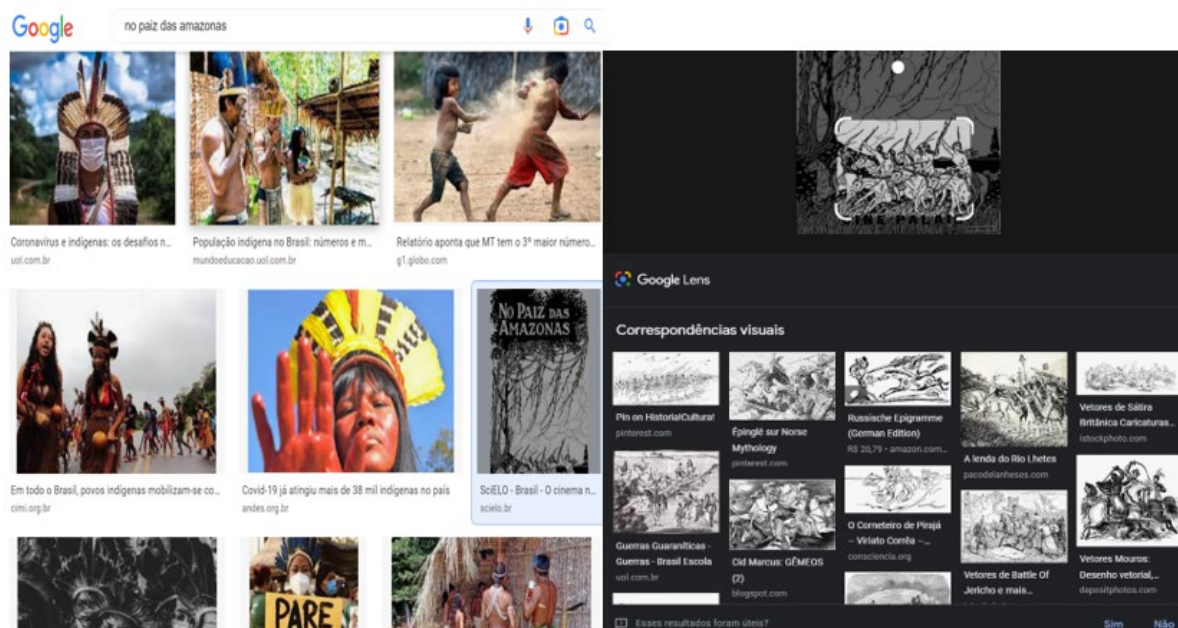 Google
no paiz das amazonas
Coronavirus e indígenas: os desafios n...
uol.com.br
População indígena no Brasil: números e m...
mundoeducacao.uol.com.br
Relatório aponta que MT tem o 3º maior número...
g1.globo.com
NO PAIZ DAS
AMAZONAS
Em todo o Brasil, povos indígenas mobilizam-se co...
cimi.org.br
Covid-19 já atingiu mais de 38 mil indígenas no país
andes.org.br
SciELO - Brasil - O cinema n...
scielo.br
PARE
Google Lens
Correspondências visuais
Pin on Historia!Cultura!
pinterest.com
Épinglé sur Norse
Mythology
pinterest.com
Russische Epigramme
(German Edition)
R$ 20,79 • amazon.com...
A lenda do Rio Lhetes
pacodelanhesos.com
Vetores de Sátira
Britânica Caricaturas...
istockphoto.com
Guerras Guaraníticas -
Guerras - Brasil Escola
uol.com.br
Cid Marcus: GÊMEOS
(2)
blogspot.com
O Corneteiro de Pirajá
– Viriato Corrêa –...
consciencia.org
Vetores de Battle Of
Jericho e mais...
Vetores Mouros:
Desenho vetorial,...
depositphotos.com
Esses resultados foram úteis?
Sim
Não